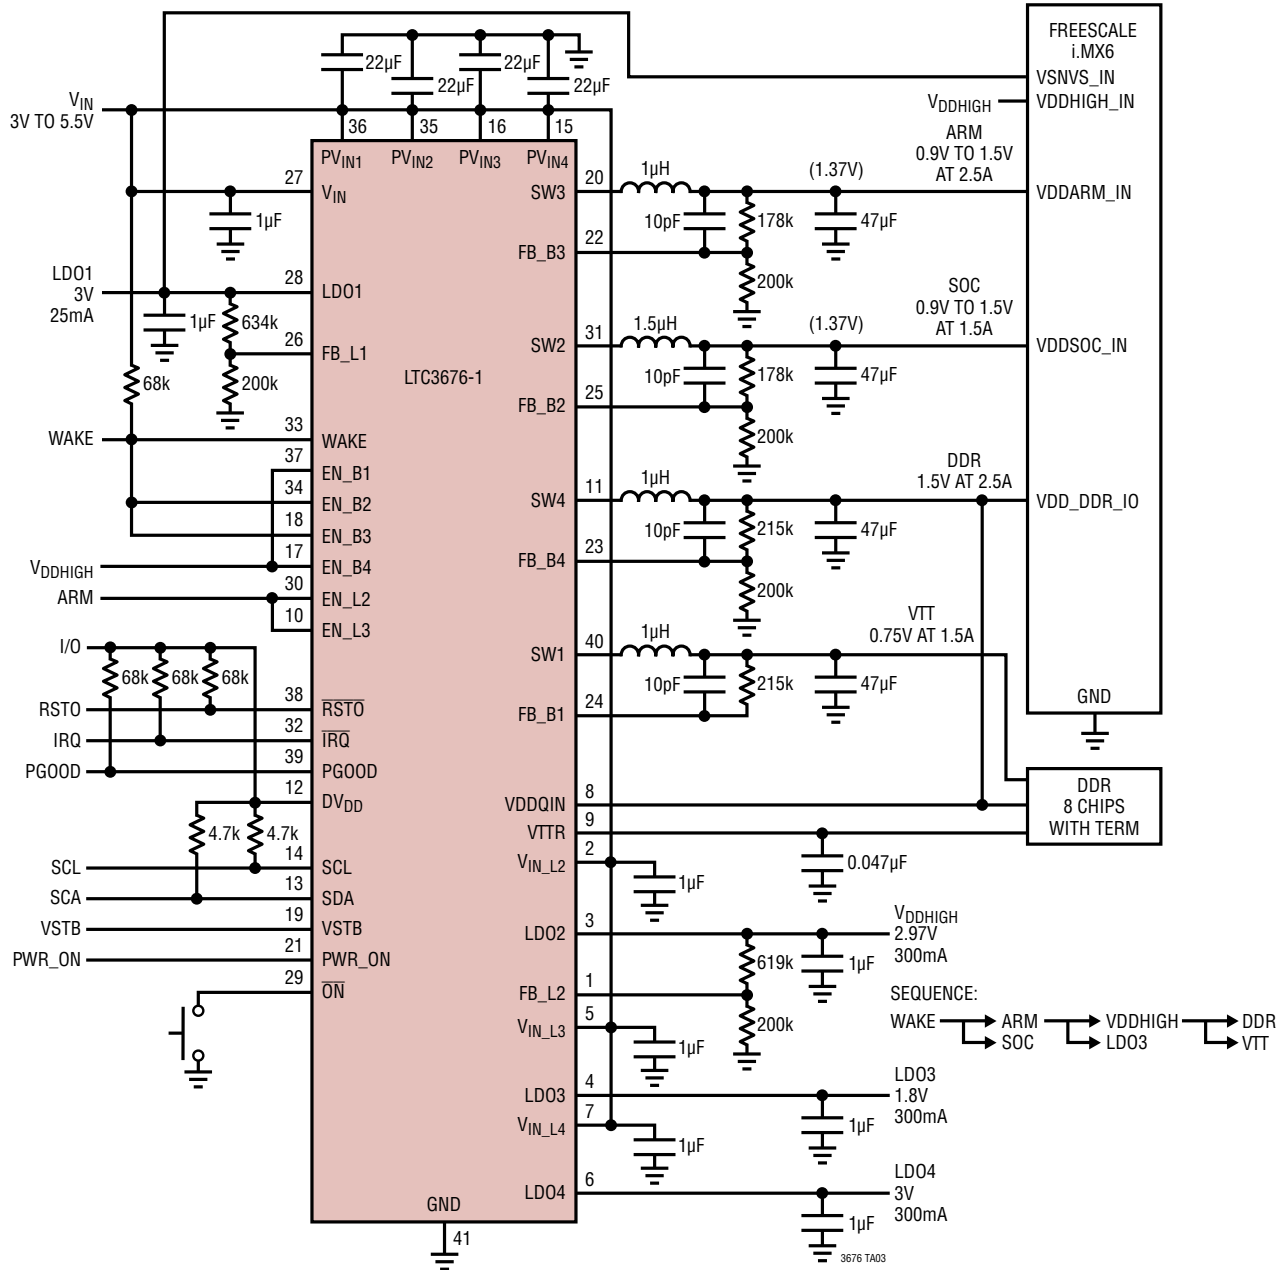 FREESCALE
i.MX6
VSNVS_IN
VDDHIGH
VDDHIGH_IN
22µF
22µF
22µF
22µF
VIN
3V TO 5.5V
36
35
16
15
PVIN1
PVIN2
PVIN3
PVIN4
ARM
0.9V TO 1.5V
AT 2.5A
27
VIN
1µF
SW3
20
1µH
(1.37V)
VDDARM_IN
10pF
178k
47µF
FB_B3
22
200k
LDO1
3V
25mA
28
LDO1
1µF
634k
26
FB_L1
200k
68k
LTC3676-1
SOC
0.9V TO 1.5V
AT 1.5A
SW2
31
1.5µH
(1.37V)
VDDSOC_IN
10pF
178k
47µF
FB_B2
25
200k
WAKE
33
WAKE
37
EN_B1
34
EN_B2
18
EN_B3
VDDHIGH
17
EN_B4
ARM
30
EN_L2
10
EN_L3
DDR
1.5V AT 2.5A
SW4
11
1µH
VDD_DDR_IO
10pF
215k
47µF
FB_B4
23
200k
I/O
68k
68k
68k
RSTO
38
RSTO
IRQ
32
IRQ
PGOOD
39
PGOOD
12
DVDD
4.7k
4.7k
SCL
14
SCL
SCA
13
SDA
VSTB
19
VSTB
PWR_ON
21
PWR_ON
29
ON
VTT
0.75V AT 1.5A
SW1
40
1µH
10pF
215k
47µF
FB_B1
24
GND
VDDQIN
8
VTTR
9
DDR
8 CHIPS
WITH TERM
0.047µF
VIN_L2
2
1µF
LDO2
3
VDDHIGH
2.97V
300mA
619k
1µF
FB_L2
1
200k
SEQUENCE:
WAKE
ARM
VDDHIGH
DDR
SOC
LDO3
VTT
VIN_L3
5
1µF
LDO3
4
LDO3
1.8V
300mA
1µF
VIN_L4
7
1µF
LDO4
6
LDO4
3V
300mA
1µF
GND
41
3676 TA03